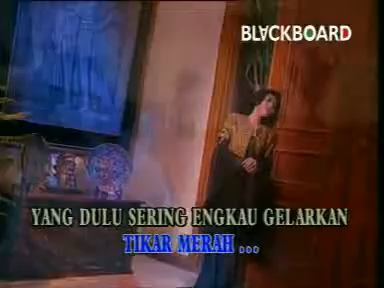 BLACKBOARD
YANG DULU SERING ENGKAU GELARKAN
TIKAR MERAH ...